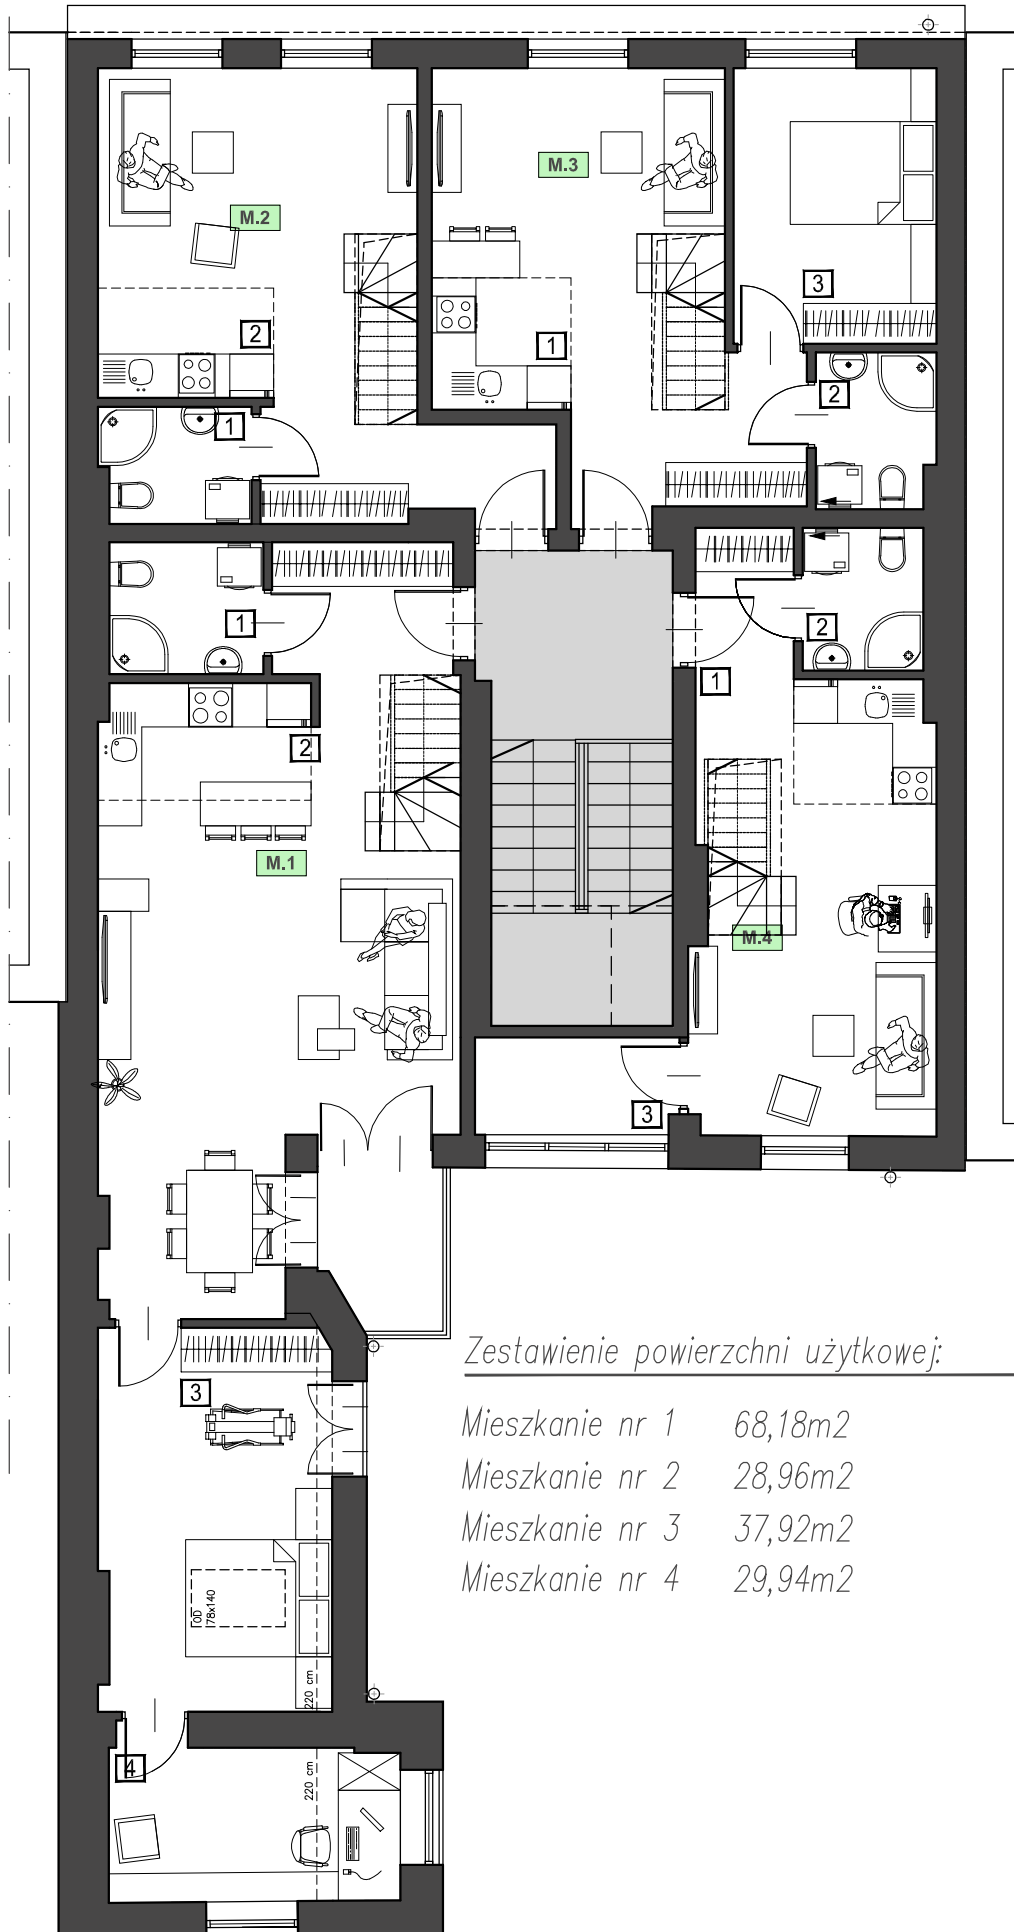 M.3
M.2
3
2
1
2
1
1
2
1
2
M.1
M.4
3
Zestawienie powierzchni użytkowej:
3
Mieszkanie nr 1 68,18m2
Mieszkanie nr 2 28,96m2
Mieszkanie nr 3 37,92m2
Mieszkanie nr 4 29,94m2
OD
78x140
220 cm
4
220 cm